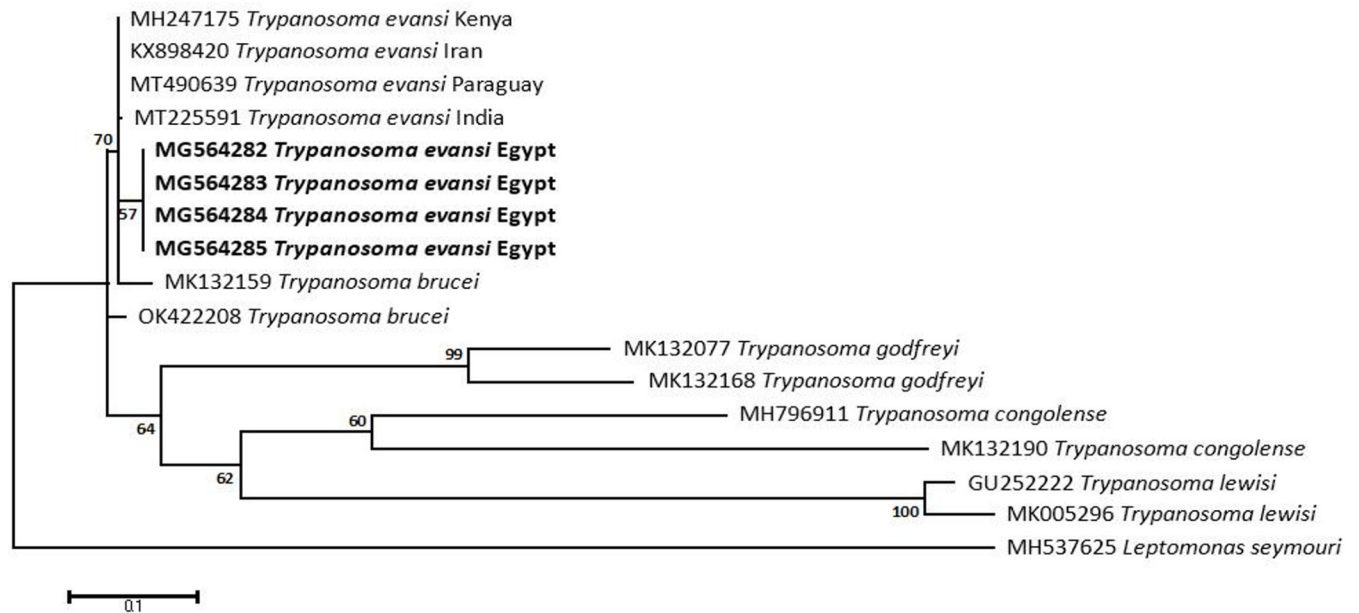 MH247175 Trypanosoma evansi Kenya
KX898420 Trypanosoma evansi Iran
MT490639 Trypanosoma evansi Paraguay
MT225591 Trypanosoma evansi India
70
MG564282 Trypanosoma evansi Egypt
MG564283 Trypanosoma evansi Egypt
57
MG564284 Trypanosoma evansi Egypt
MG564285 Trypanosoma evansi Egypt
MK132159 Trypanosoma brucei
OK422208 Trypanosoma brucei
99
MK132077 Trypanosoma godfreyi
MK132168 Trypanosoma godfreyi
64
60
MH796911 Trypanosoma congolense
MK132190 Trypanosoma congolense
62
GU252222 Trypanosoma lewisi
100
MK005296 Trypanosoma lewisi
MH537625 Leptomonas seymouri
0.1